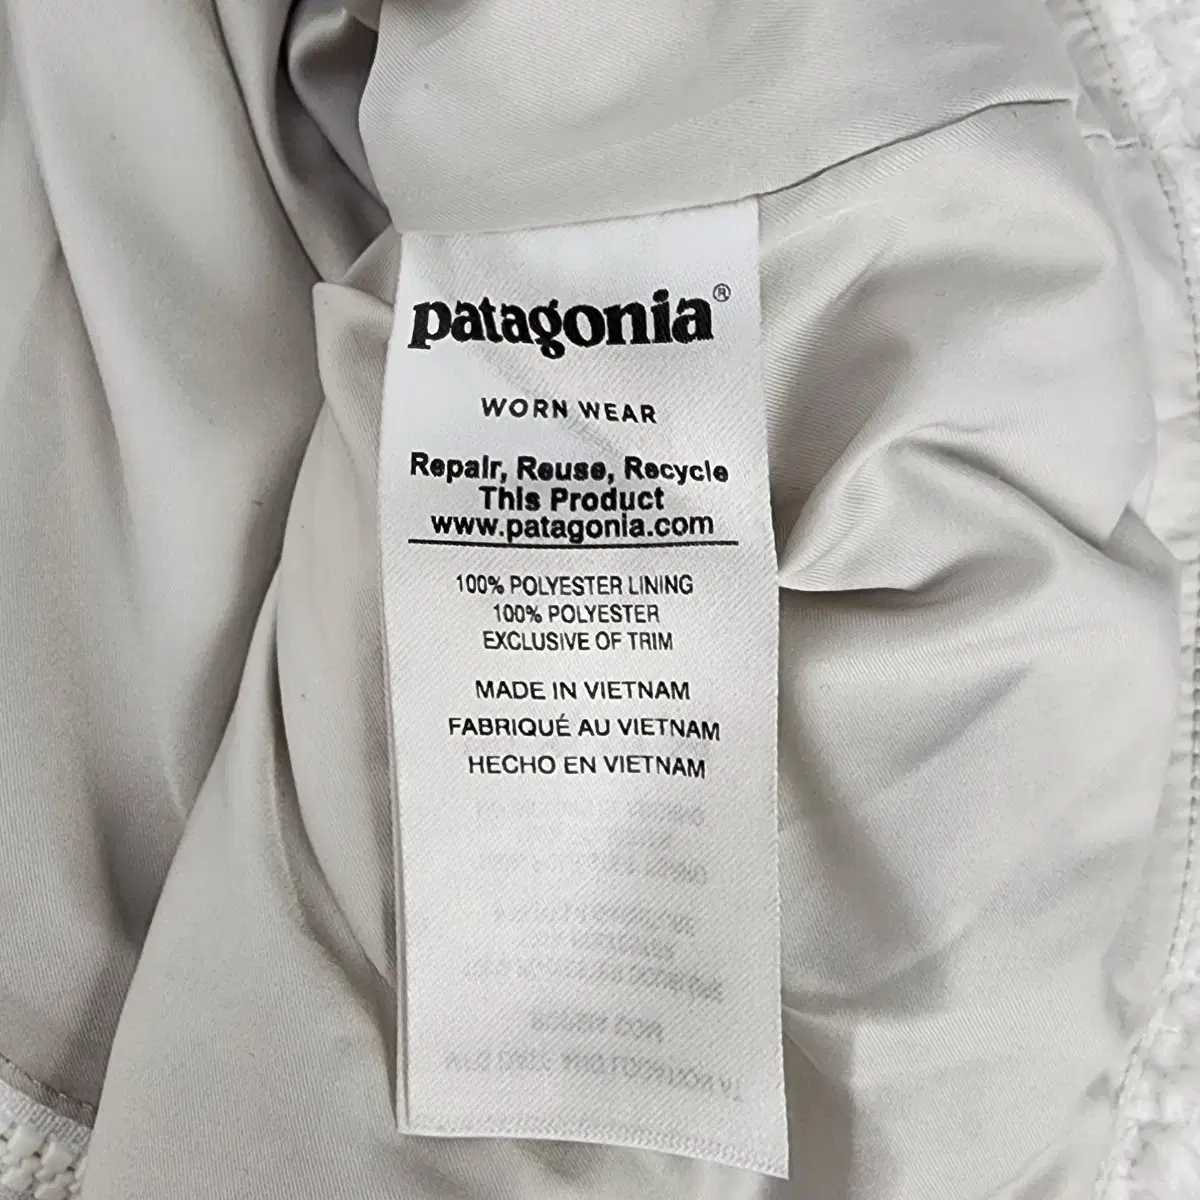 patagonia®
WORN WEAR
Repair, Reuse, Recycle
This Product
www.patagonia.com
100% POLYESTER LINING
100% POLYESTER
EXCLUSIVE OF TRIM
MADE IN VIETNAM
FABRIQUÉ AU VIETNAM
HECHO EN VIETNAM